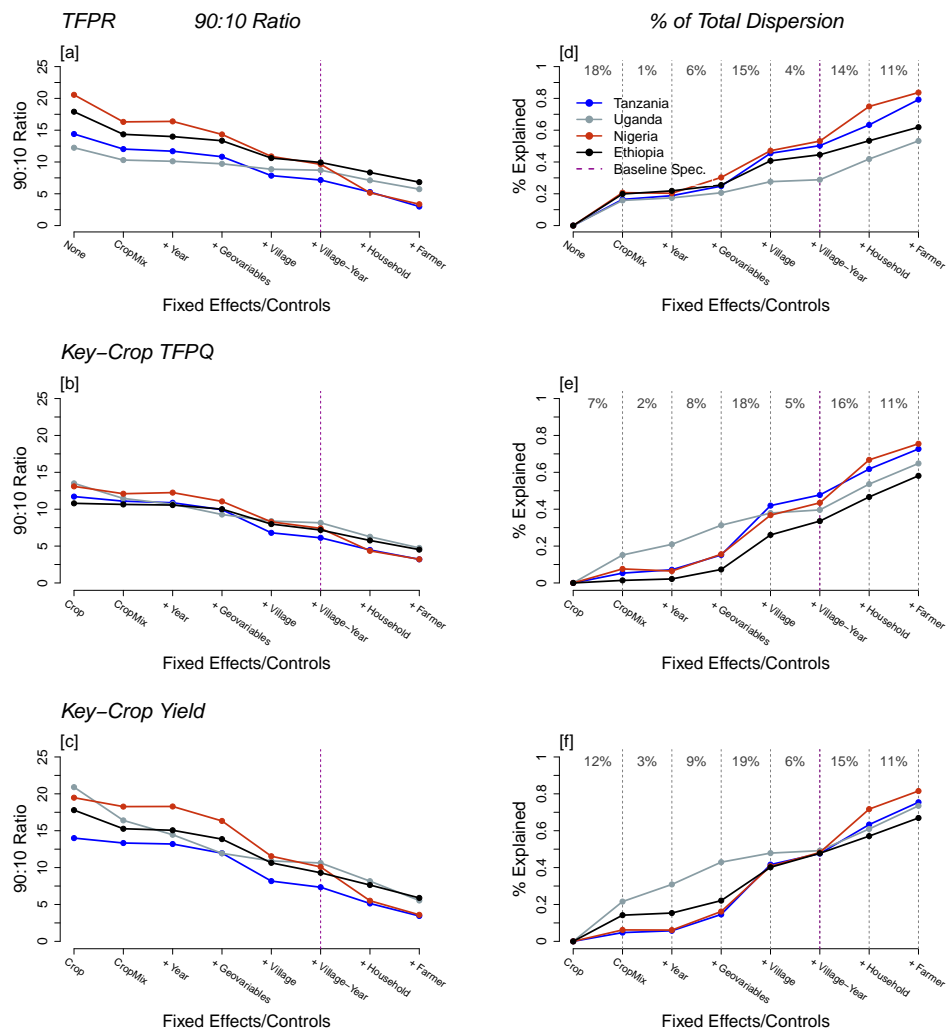 TFPR 90:10 Ratio % of Total Dispersion
[a]
25
20
15
10
5
0
90:10 Ratio
None
CropMix
+ Year
+ Geovariables
+ Village
+ Village−Year
+ Household
+ Farmer
Fixed Effects/Controls
[d]
18% 1% 6% 15% 4% 14% 11%
1
0.8
0.6
0.4
0.2
0
% Explained
Tanzania
Uganda
Nigeria
Ethiopia
Baseline Spec.
None
CropMix
+ Year
+ Geovariables
+ Village
+ Village−Year
+ Household
+ Farmer
Fixed Effects/Controls
Key−Crop TFPQ
[b]
25
20
15
10
5
0
90:10 Ratio
Crop
CropMix
+ Year
+ Geovariables
+ Village
+ Village−Year
+ Household
+ Farmer
Fixed Effects/Controls
[e]
7% 2% 8% 18% 5% 16% 11%
1
0.8
0.6
0.4
0.2
0
% Explained
Crop
CropMix
+ Year
+ Geovariables
+ Village
+ Village−Year
+ Household
+ Farmer
Fixed Effects/Controls
Key−Crop Yield
[c]
25
20
15
10
5
0
90:10 Ratio
Crop
CropMix
+ Year
+ Geovariables
+ Village
+ Village−Year
+ Household
+ Farmer
Fixed Effects/Controls
[f]
12% 3% 9% 19% 6% 15% 11%
1
0.8
0.6
0.4
0.2
0
% Explained
Crop
CropMix
+ Year
+ Geovariables
+ Village
+ Village−Year
+ Household
+ Farmer
Fixed Effects/Controls